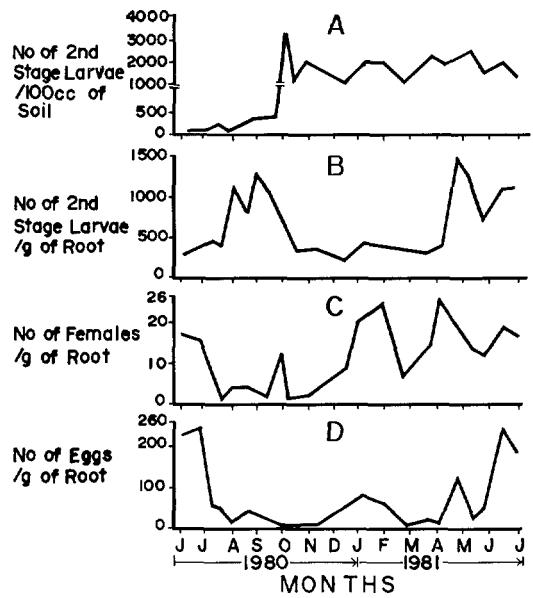 A
No of 2nd
Stage Larvae
/100cc of
Soil
4000
3000
2000
1000
500
0
B
No of 2nd
Stage Larvae
/g of Root
1500
1000
500
0
C
No of Females
/g of Root
26
20
10
0
D
No of Eggs
/g of Root
260
200
100
0
J J A S O N D J F M A M J J
1980 1981
MONTHS